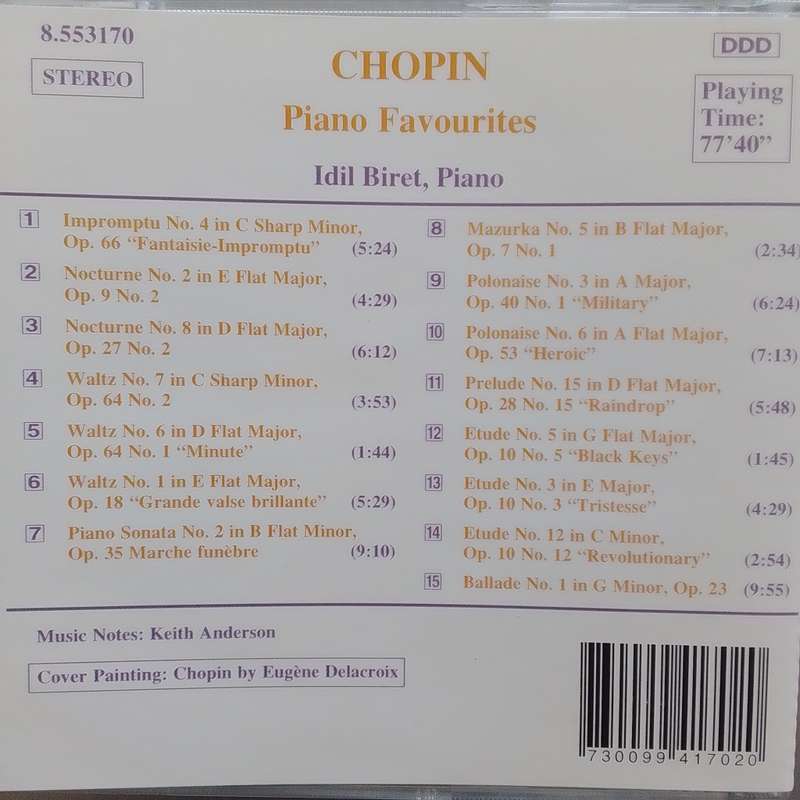 8.553170
STEREO
CHOPIN
Piano Favourites
Idil Biret, Piano
DDD
Playing
Time:
77'40"
1 Impromptu No. 4 in C Sharp Minor,
Op. 66 "Fantaisie-Impromptu" (5:24)
2 Nocturne No. 2 in E Flat Major,
Op. 9 No. 2 (4:29)
3 Nocturne No. 8 in D Flat Major,
Op. 27 No. 2 (6:12)
4 Waltz No. 7 in C Sharp Minor,
Op. 64 No. 2 (3:53)
5 Waltz No. 6 in D Flat Major,
Op. 64 No. 1 "Minute" (1:44)
6 Waltz No. 1 in E Flat Major,
Op. 18 "Grande valse brillante" (5:29)
7 Piano Sonata No. 2 in B Flat Minor,
Op. 35 Marche funèbre (9:10)
8 Mazurka No. 5 in B Flat Major,
Op. 7 No. 1 (2:34)
9 Polonaise No. 3 in A Major,
Op. 40 No. 1 "Military" (6:24)
10 Polonaise No. 6 in A Flat Major,
Op. 53 "Heroic" (7:13)
11 Prelude No. 15 in D Flat Major,
Op. 28 No. 15 "Raindrop" (5:48)
12 Etude No. 5 in G Flat Major,
Op. 10 No. 5 "Black Keys" (1:45)
13 Etude No. 3 in E Major,
Op. 10 No. 3 "Tristesse" (4:29)
14 Etude No. 12 in C Minor,
Op. 10 No. 12 "Revolutionary" (2:54)
15 Ballade No. 1 in G Minor, Op. 23 (9:55)
Music Notes: Keith Anderson
Cover Painting: Chopin by Eugène Delacroix
730099 417020